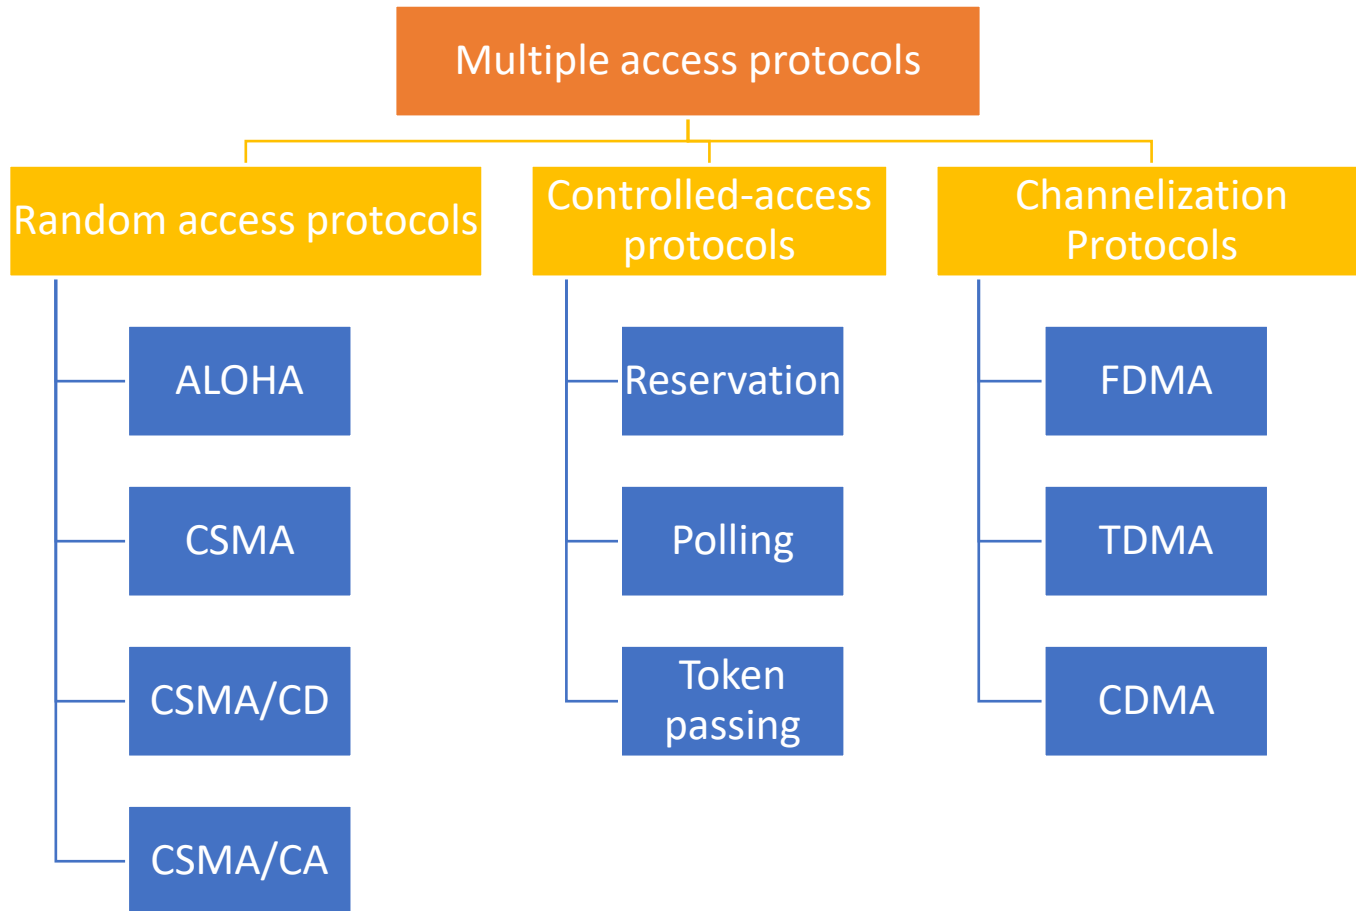 Multiple access protocols
Random access protocols
Controlled-access
protocols
Channelization
Protocols
ALOHA
CSMA
CSMA/CD
CSMA/CA
Reservation
Polling
Token
passing
FDMA
TDMA
CDMA